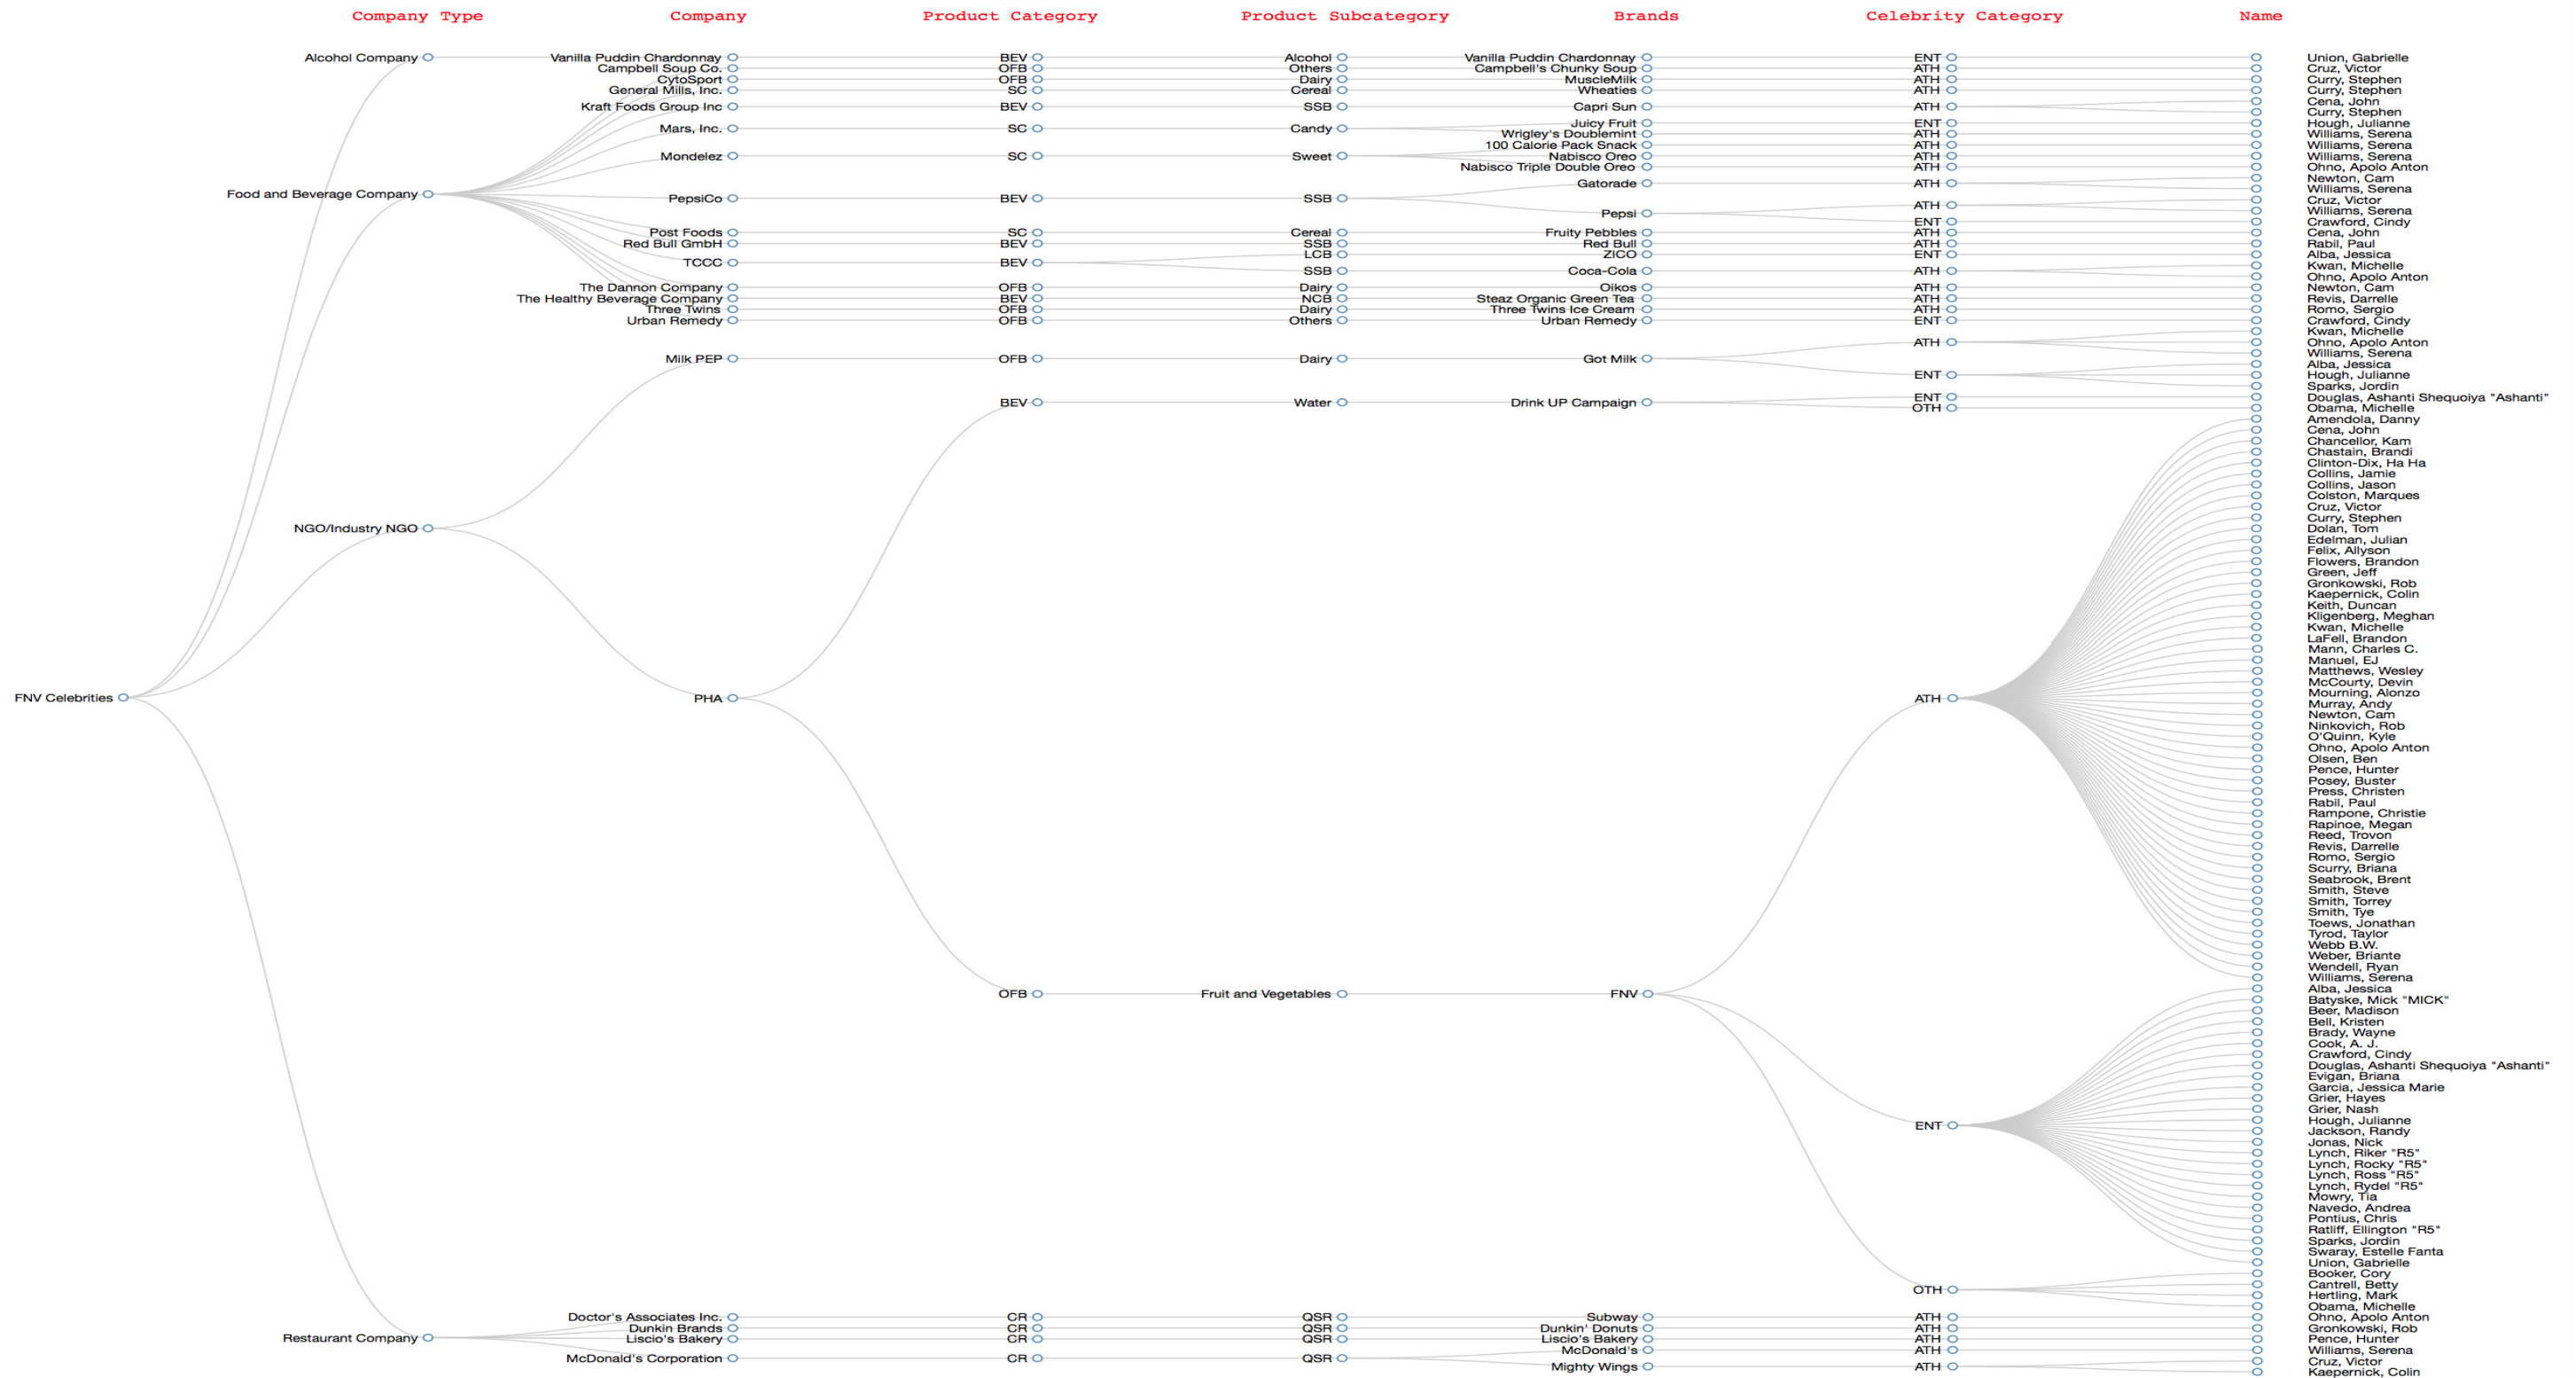 Company Type Company Product Category Product Subcategory Brands Celebrity Category Name
Alcohol Company Vanilla Puddin Chardonnay BEV Alcohol Vanilla Puddin Chardonnay ENT Union, Gabrielle
Campbell Soup Co. OFB Others Campbell's Chunky Soup ATH Cruz, Victor
CytoSport OFB Dairy MuscleMilk ATH Curry, Stephen
General Mills, Inc. SC Cereal Wheaties ATH Curry, Stephen
Cena, John
Kraft Foods Group Inc BEV SSB Capri Sun ATH
Curry, Stephen
Juicy Fruit ENT Hough, Julianne
Mars, Inc. SC Candy
Wrigley's Doublemint ATH Williams, Serena
100 Calorie Pack Snack ATH Williams, Serena
Mondelez SC Sweet Nabisco Oreo ATH Williams, Serena
Nabisco Triple Double Oreo ATH Ohno, Apolo Anton
Newton, Cam
Gatorade ATH
Williams, Serena
Food and Beverage Company
PepsiCo BEV SSB
Cruz, Victor
ATH
Williams, Serena
Pepsi
ENT Crawford, Cindy
Post Foods SC Cereal Fruity Pebbles ATH Cena, John
Red Bull GmbH BEV SSB Red Bull ATH Rabil, Paul
LCB ZICO ENT Alba, Jessica
TCCC BEV
Kwan, Michelle
SSB Coca-Cola ATH
Ohno, Apolo Anton
The Dannon Company OFB Dairy Oikos ATH Newton, Cam
The Healthy Beverage Company BEV NCB Steaz Organic Green Tea ATH Revis, Darrelle
Three Twins OFB Dairy Three Twins Ice Cream ATH Romo, Sergio
Urban Remedy OFB Others Urban Remedy ENT Crawford, Cindy
Kwan, Michelle
ATH Ohno, Apolo Anton
Williams, Serena
Milk PEP OFB Dairy Got Milk
Alba, Jessica
ENT Hough, Julianne
Sparks, Jordin
BEV Water Drink UP Campaign
ENT Douglas, Ashanti Shequoiya "Ashanti"
OTH Obama, Michelle
Amendola, Danny
Cena, John
Chancellor, Kam
Chastain, Brandi
Clinton-Dix, Ha Ha
Collins, Jamie
Collins, Jason
Colston, Marques
Cruz, Victor
Curry, Stephen
NGO/Industry NGO Dolan, Tom
Edelman, Julian
Felix, Allyson
Flowers, Brandon
Green, Jeff
Gronkowski, Rob
Kaepernick, Colin
Keith, Duncan
Kligenberg, Meghan
Kwan, Michelle
LaFell, Brandon
Mann, Charles C.
Manuel, EJ
Matthews, Wesley
McCourty, Devin
Mourning, Alonzo
FNV Celebrities PHA ATH
Murray, Andy
Newton, Cam
Ninkovich, Rob
O'Quinn, Kyle
Ohno, Apolo Anton
Olsen, Ben
Pence, Hunter
Posey, Buster
Press, Christen
Rabil, Paul
Rampone, Christie
Rapinoe, Megan
Reed, Trovon
Revis, Darrelle
Romo, Sergio
Scurry, Briana
Seabrook, Brent
Smith, Steve
Smith, Torrey
Smith, Tye
Toews, Jonathan
Tyrod, Taylor
Webb B.W.
Weber, Briante
Wendell, Ryan
Williams, Serena
Alba, Jessica
OFB Fruit and Vegetables FNV
Batyske, Mick "MICK"
Beer, Madison
Bell, Kristen
Brady, Wayne
Cook, A. J.
Crawford, Cindy
Douglas, Ashanti Shequoiya "Ashanti"
Evigan, Briana
Garcia, Jessica Marie
Grier, Hayes
Grier, Nash
Hough, Julianne
ENT
Jackson, Randy
Jonas, Nick
Lynch, Riker "R5"
Lynch, Rocky "R5"
Lynch, Ross "R5"
Lynch, Rydel "R5"
Mowry, Tia
Navedo, Andrea
Pontius, Chris
Ratliff, Ellington "R5"
Sparks, Jordin
Swaray, Estelle Fanta
Union, Gabrielle
Booker, Cory
Cantrell, Betty
OTH
Hertling, Mark
Obama, Michelle
Doctor's Associates Inc. CR QSR Subway ATH Ohno, Apolo Anton
Dunkin Brands CR QSR Dunkin' Donuts ATH Gronkowski, Rob
Restaurant Company Liscio's Bakery CR QSR Liscio's Bakery ATH Pence, Hunter
McDonald's ATH Williams, Serena
McDonald's Corporation CR QSR
Cruz, Victor
Mighty Wings ATH
Kaepernick, Colin